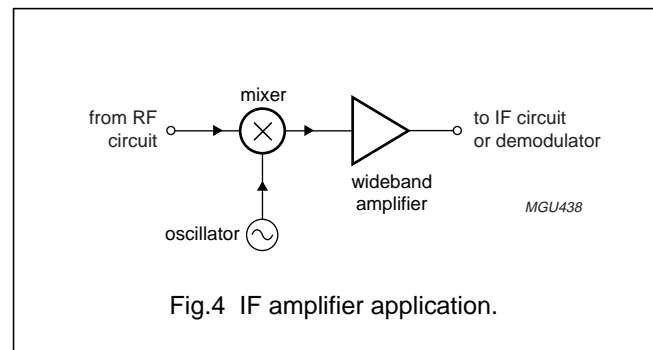 mixer
from RF
circuit
to IF circuit
or demodulator
wideband
amplifier
oscillator
MGU438
Fig.4 IF amplifier application.